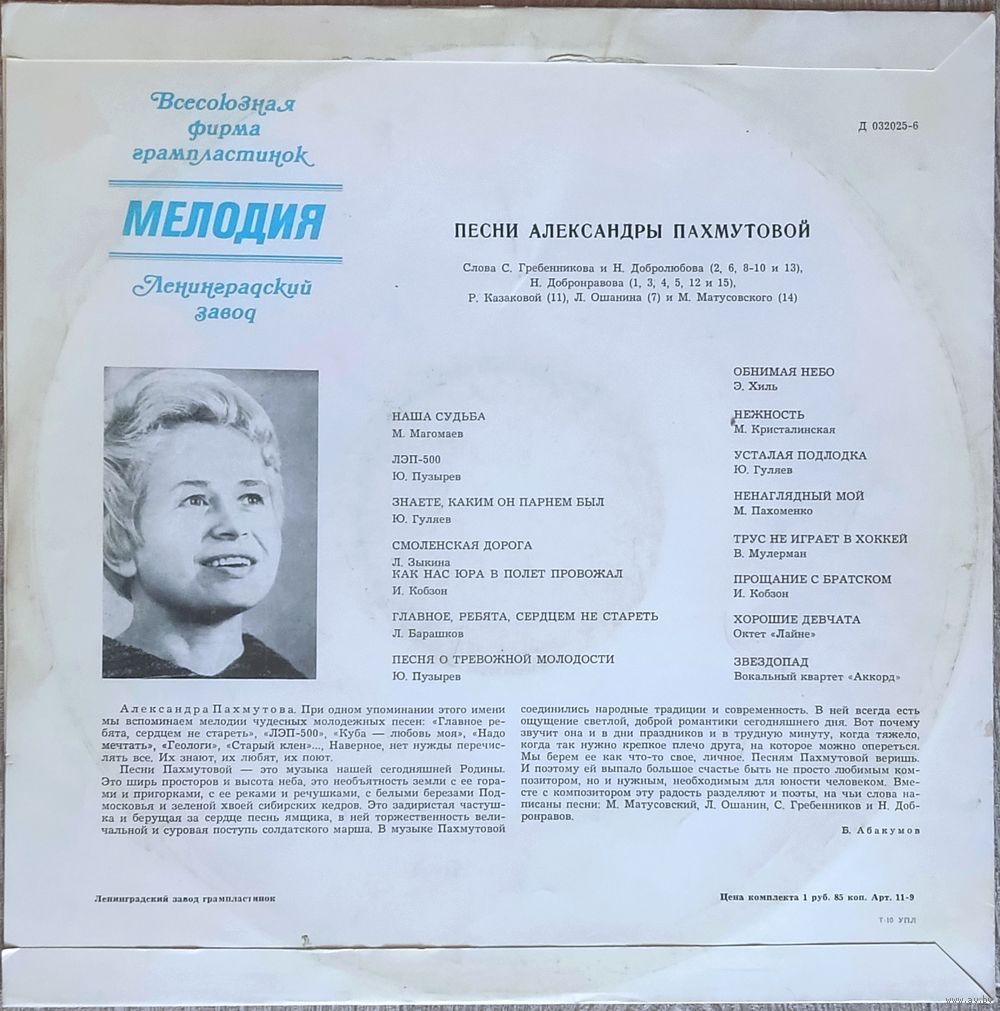 Всесоюзная
фирма
грампластинок
МЕЛОДИЯ
Ленинградский
завод
Д 032025-6
ПЕСНИ АЛЕКСАНДРЫ ПАХМУТОВОЙ
Слова С. Гребенникова и Н. Добролюбова (2, 6, 8-10 и 13),
Н. Добронравова (1, 3, 4, 5, 12 и 15),
Р. Казаковой (11), Л. Ошанина (7) и М. Матусовского (14)
НАША СУДЬБА
М. Магомаев
ЛЭП-500
Ю. Пузырев
ЗНАЕТЕ, КАКИМ ОН ПАРНЕМ БЫЛ
Ю. Гуляев
СМОЛЕНСКАЯ ДОРОГА
Л. Зыкина
КАК НАС ЮРА В ПОЛЕТ ПРОВОЖАЛ
И. Кобзон
ГЛАВНОЕ, РЕБЯТА, СЕРДЦЕМ НЕ СТАРЕТЬ
Л. Барашков
ПЕСНЯ О ТРЕВОЖНОЙ МОЛОДОСТИ
Ю. Пузырев
ОБНИМАЯ НЕБО
Э. Хиль
НЕЖНОСТЬ
М. Кристалинская
УСТАЛАЯ ПОДЛОДКА
Ю. Гуляев
НЕНАГЛЯДНЫЙ МОЙ
М. Пахоменко
ТРУС НЕ ИГРАЕТ В ХОККЕЙ
В. Мулерман
ПРОЩАНИЕ С БРАТСКОМ
И. Кобзон
ХОРОШИЕ ДЕВЧАТА
Октет «Лайне»
ЗВЕЗДОПАД
Вокальный квартет «Аккорд»
Александра Пахмутова. При одном упоминании этого имени
мы вспоминаем мелодии чудесных молодежных песен: «Главное ре-
бята, сердцем не стареть», «ЛЭП-500», «Куба — любовь моя», «Надо
мечтать», «Геологи», «Старый клен»..., Наверное, нет нужды перечис-
лять все. Их знают, их любят, их поют.
Песни Пахмутовой — это музыка нашей сегодняшней Родины.
Это ширь просторов и высота неба, это необъятность земли с ее гора-
ми и пригорками, с ее реками и речушками, с белыми березами Под-
московья и зеленой хвоей сибирских кедров. Это задиристая частуш-
ка и берущая за сердце песнь ямщика, в ней торжественность вели-
чальной и суровая поступь солдатского марша. В музыке Пахмутовой
соединились народные традиции и современность. В ней всегда есть
ощущение светлой, доброй романтики сегодняшнего дня. Вот почему
звучит она и в дни праздников и в трудную минуту, когда тяжело,
когда так нужно крепкое плечо друга, на которое можно опереться.
Мы берем ее как что-то свое, личное. Песням Пахмутовой веришь.
И поэтому ей выпало большое счастье быть не просто любимым ком-
позитором, но и нужным, необходимым для юности человеком. Вме-
сте с композитором эту радость разделяют и поэты, на чьи слова на-
писаны песни: М. Матусовский, Л. Ошанин, С. Гребенников и Н. Доб-
ронравов.
Б. Абакумов
Ленинградский завод грампластинок
Цена комплекта 1 руб. 85 коп. Арт. 11-9
Т-10 УПЛ
www.ay.by